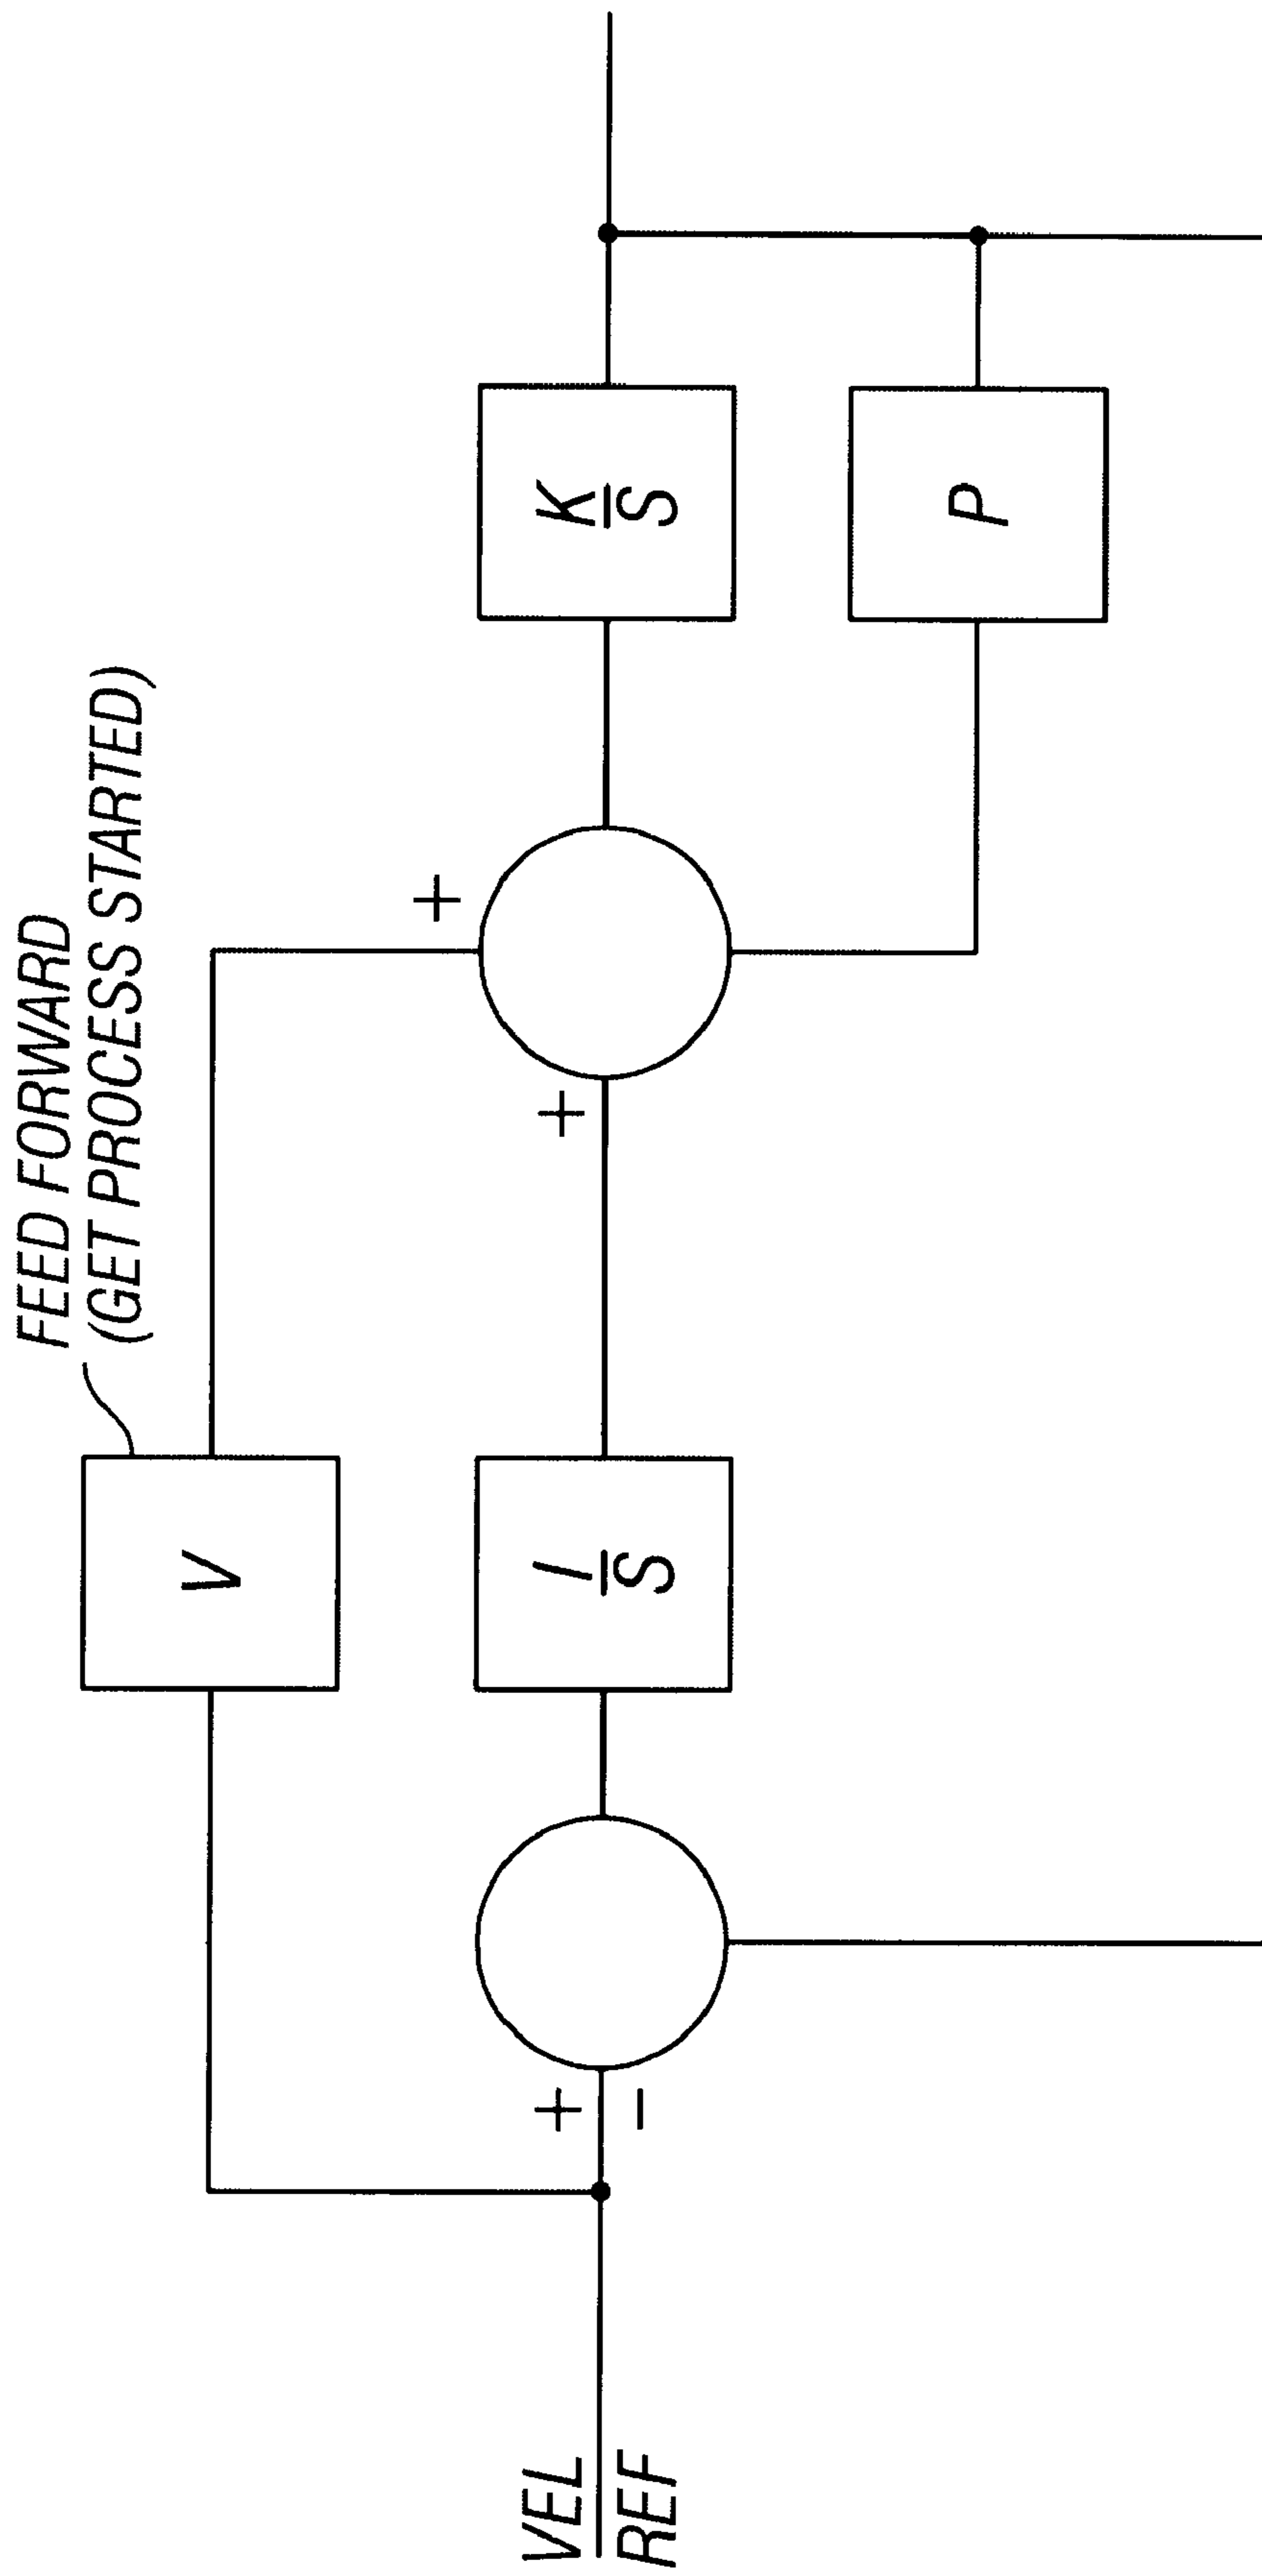 FEED FORWARD
(GET PROCESS STARTED)
V
+
VEL
REF
+
−
I
S
+
K
S
P